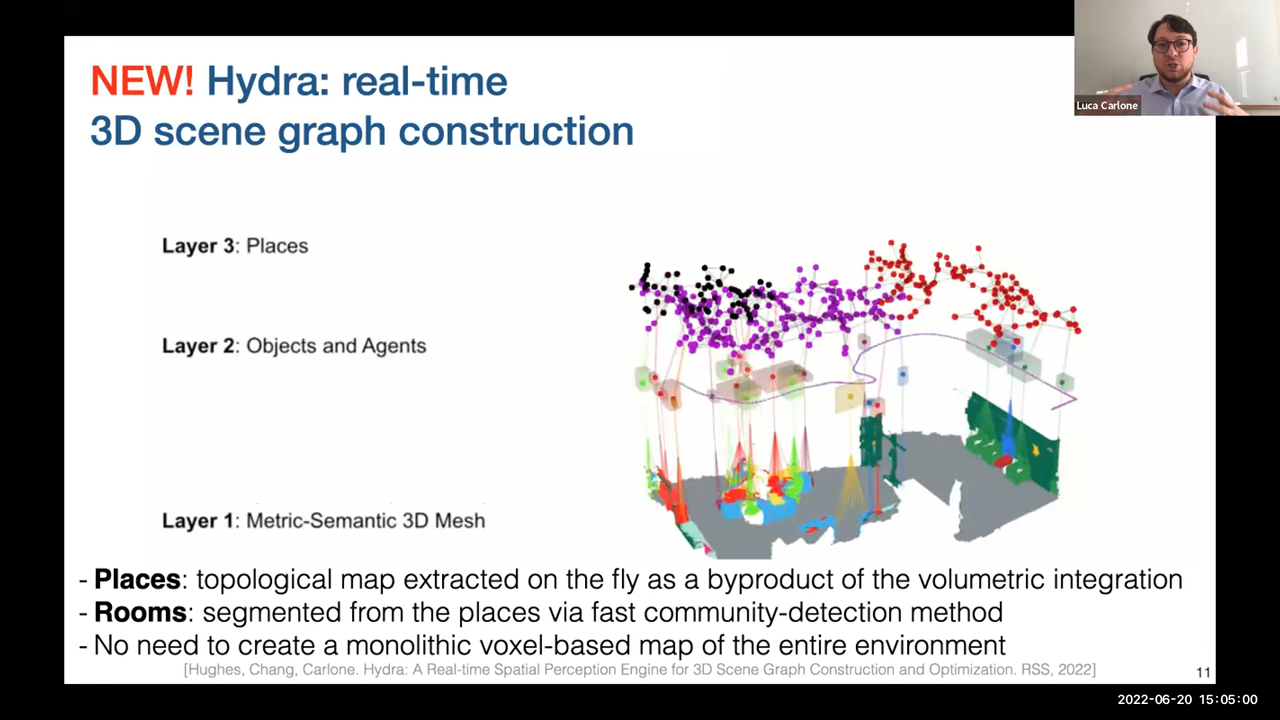 NEW! Hydra: real-time
3D scene graph construction
Luca Carlone
Layer 3: Places
Layer 2: Objects and Agents
Layer 1: Metric-Semantic 3D Mesh
- Places: topological map extracted on the fly as a byproduct of the volumetric integration
- Rooms: segmented from the places via fast community-detection method
- No need to create a monolithic voxel-based map of the entire environment
[Hughes, Chang, Carlone. Hydra: A Real-time Spatial Perception Engine for 3D Scene Graph Construction and Optimization. RSS, 2022]
11
2022-06-20 15:05:00